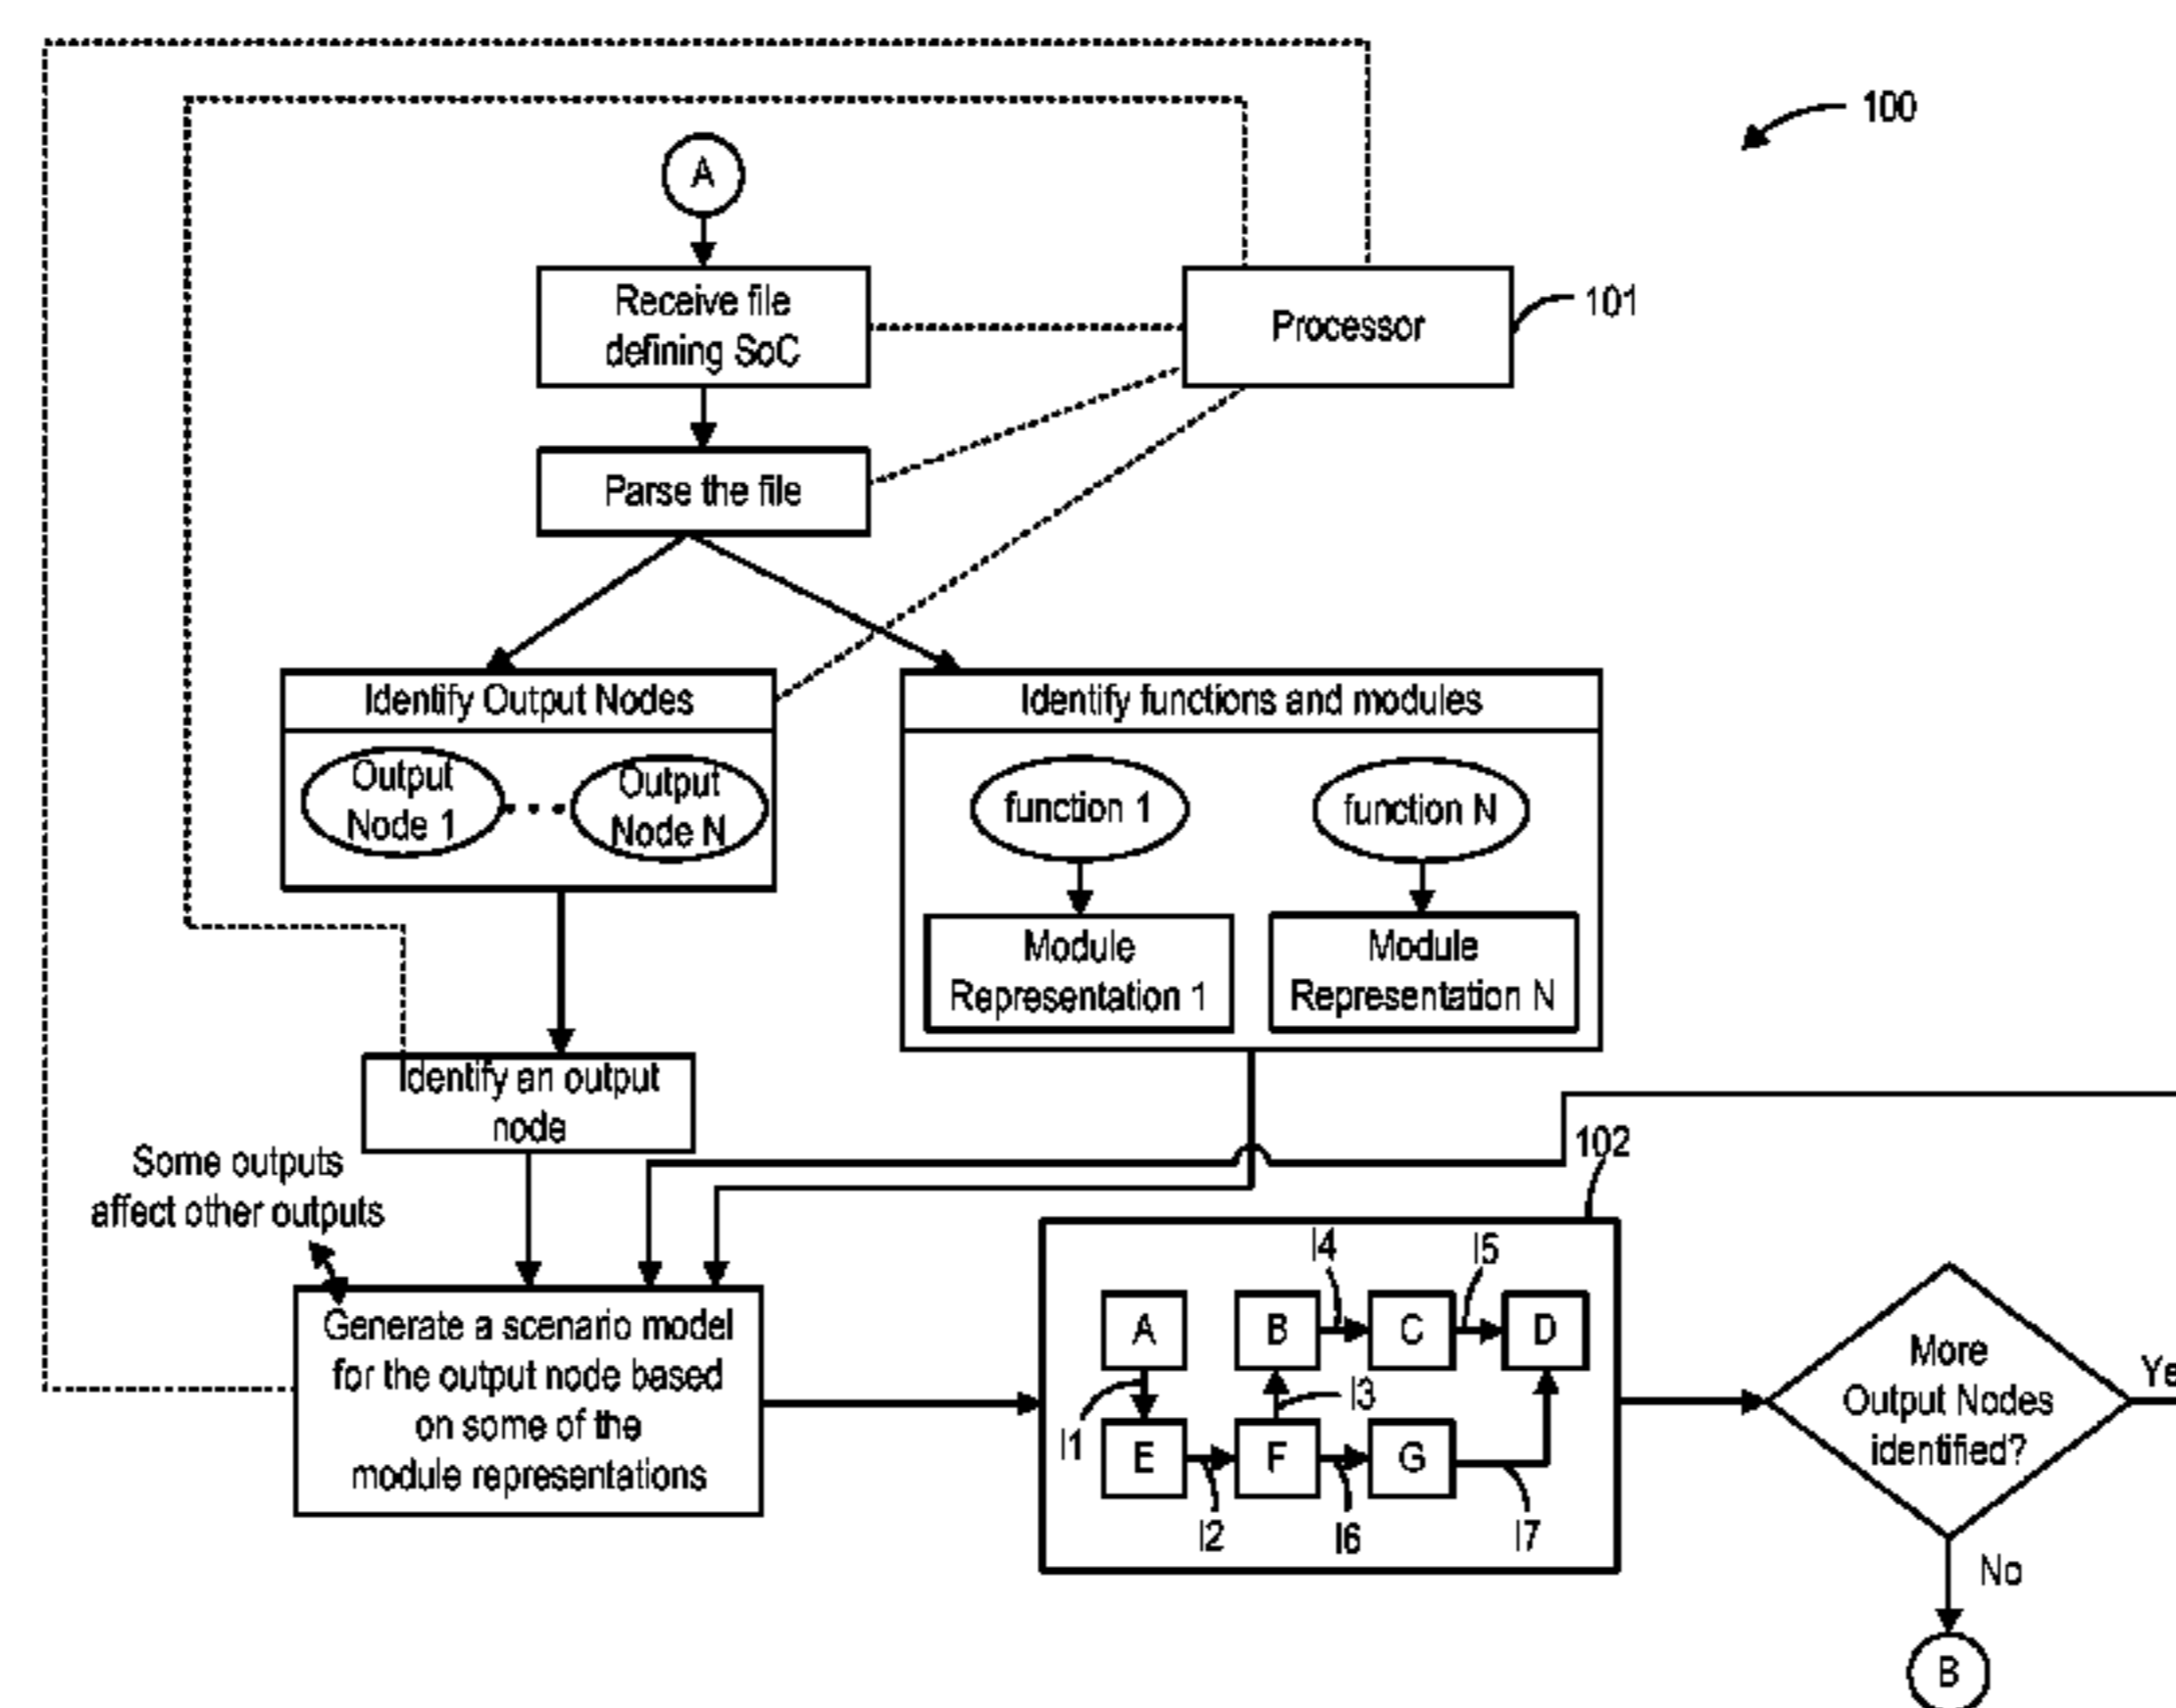 100
A
Receive file
defining SoC
Processor
101
Parse the file
Identify Output Nodes
Output
Node 1
Output
Node N
Identify functions and modules
function 1
function N
Module
Representation 1
Module
Representation N
Identify an output
node
Some outputs
affect other outputs
Generate a scenario model
for the output node based
on some of the
module representations
102
I4
I5
A
B
C
D
I1
I3
E
F
G
I2
I6
I7
More
Output Nodes
identified?
Ye
No
B